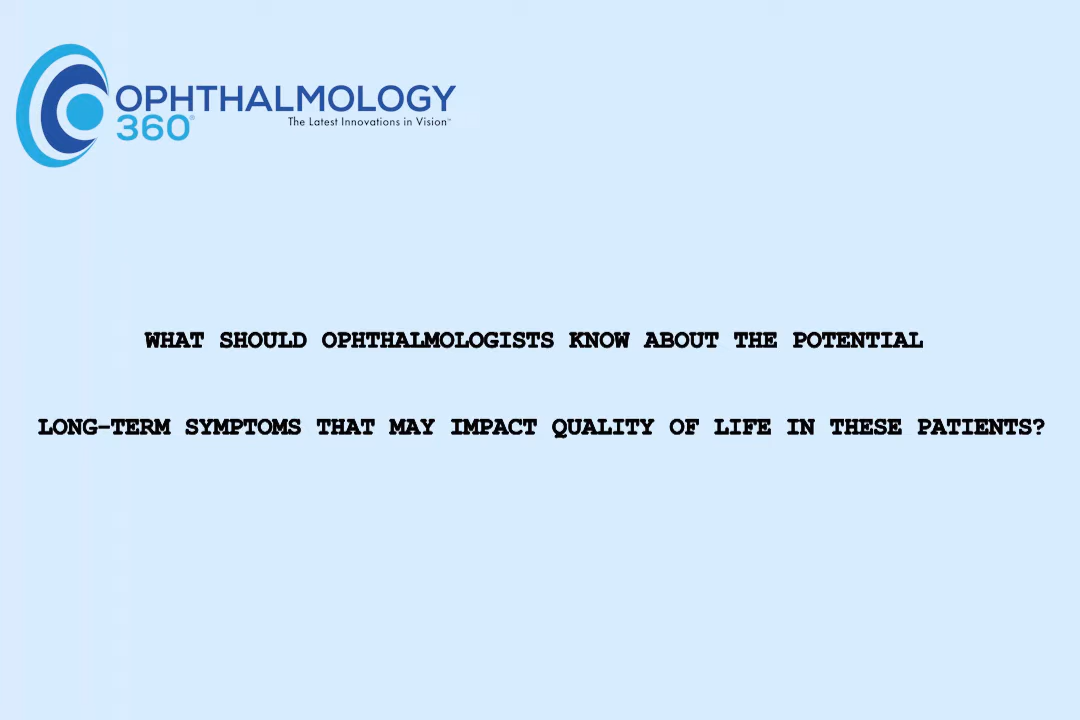 OPHTHALMOLOGY
360®
The Latest Innovations in Vision™
WHAT SHOULD OPHTHALMOLOGISTS KNOW ABOUT THE POTENTIAL
LONG-TERM SYMPTOMS THAT MAY IMPACT QUALITY OF LIFE IN THESE PATIENTS?